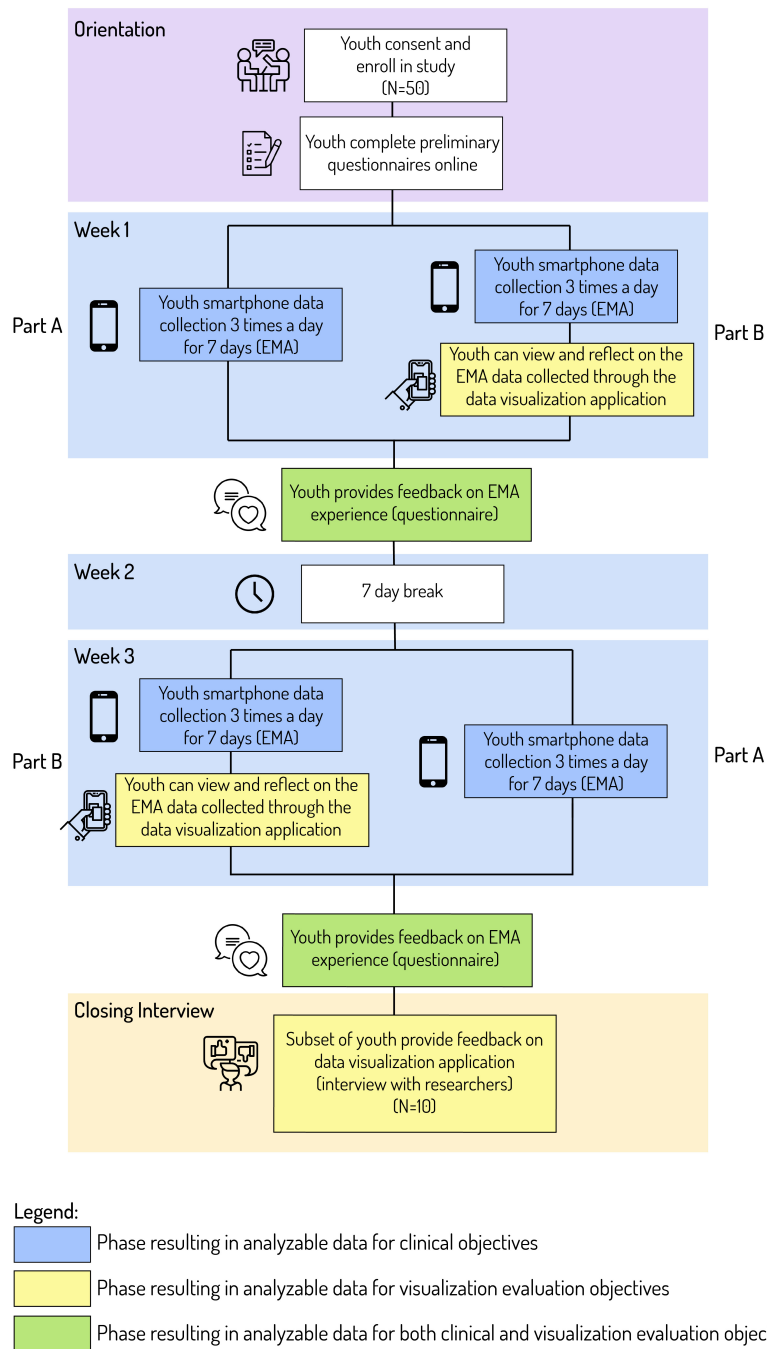 Orientation
Youth consent and
enroll in study
(N=50)
Youth complete preliminary
questionnaires online
Week 1
Part A
Youth smartphone data
collection 3 times a day
for 7 days (EMA)
Youth smartphone data
collection 3 times a day
for 7 days (EMA)
Part B
Youth can view and reflect on the
EMA data collected through the
data visualization application
Youth provides feedback on EMA
experience (questionnaire)
Week 2
7 day break
Week 3
Part B
Youth smartphone data
collection 3 times a day
for 7 days (EMA)
Youth can view and reflect on the
EMA data collected through the
data visualization application
Youth smartphone data
collection 3 times a day
for 7 days (EMA)
Part A
Youth provides feedback on EMA
experience (questionnaire)
Closing Interview
Subset of youth provide feedback on
data visualization application
(interview with researchers)
(N=10)
Legend:
Phase resulting in analyzable data for clinical objectives
Phase resulting in analyzable data for visualization evaluation objectives
Phase resulting in analyzable data for both clinical and visualization evaluation objec